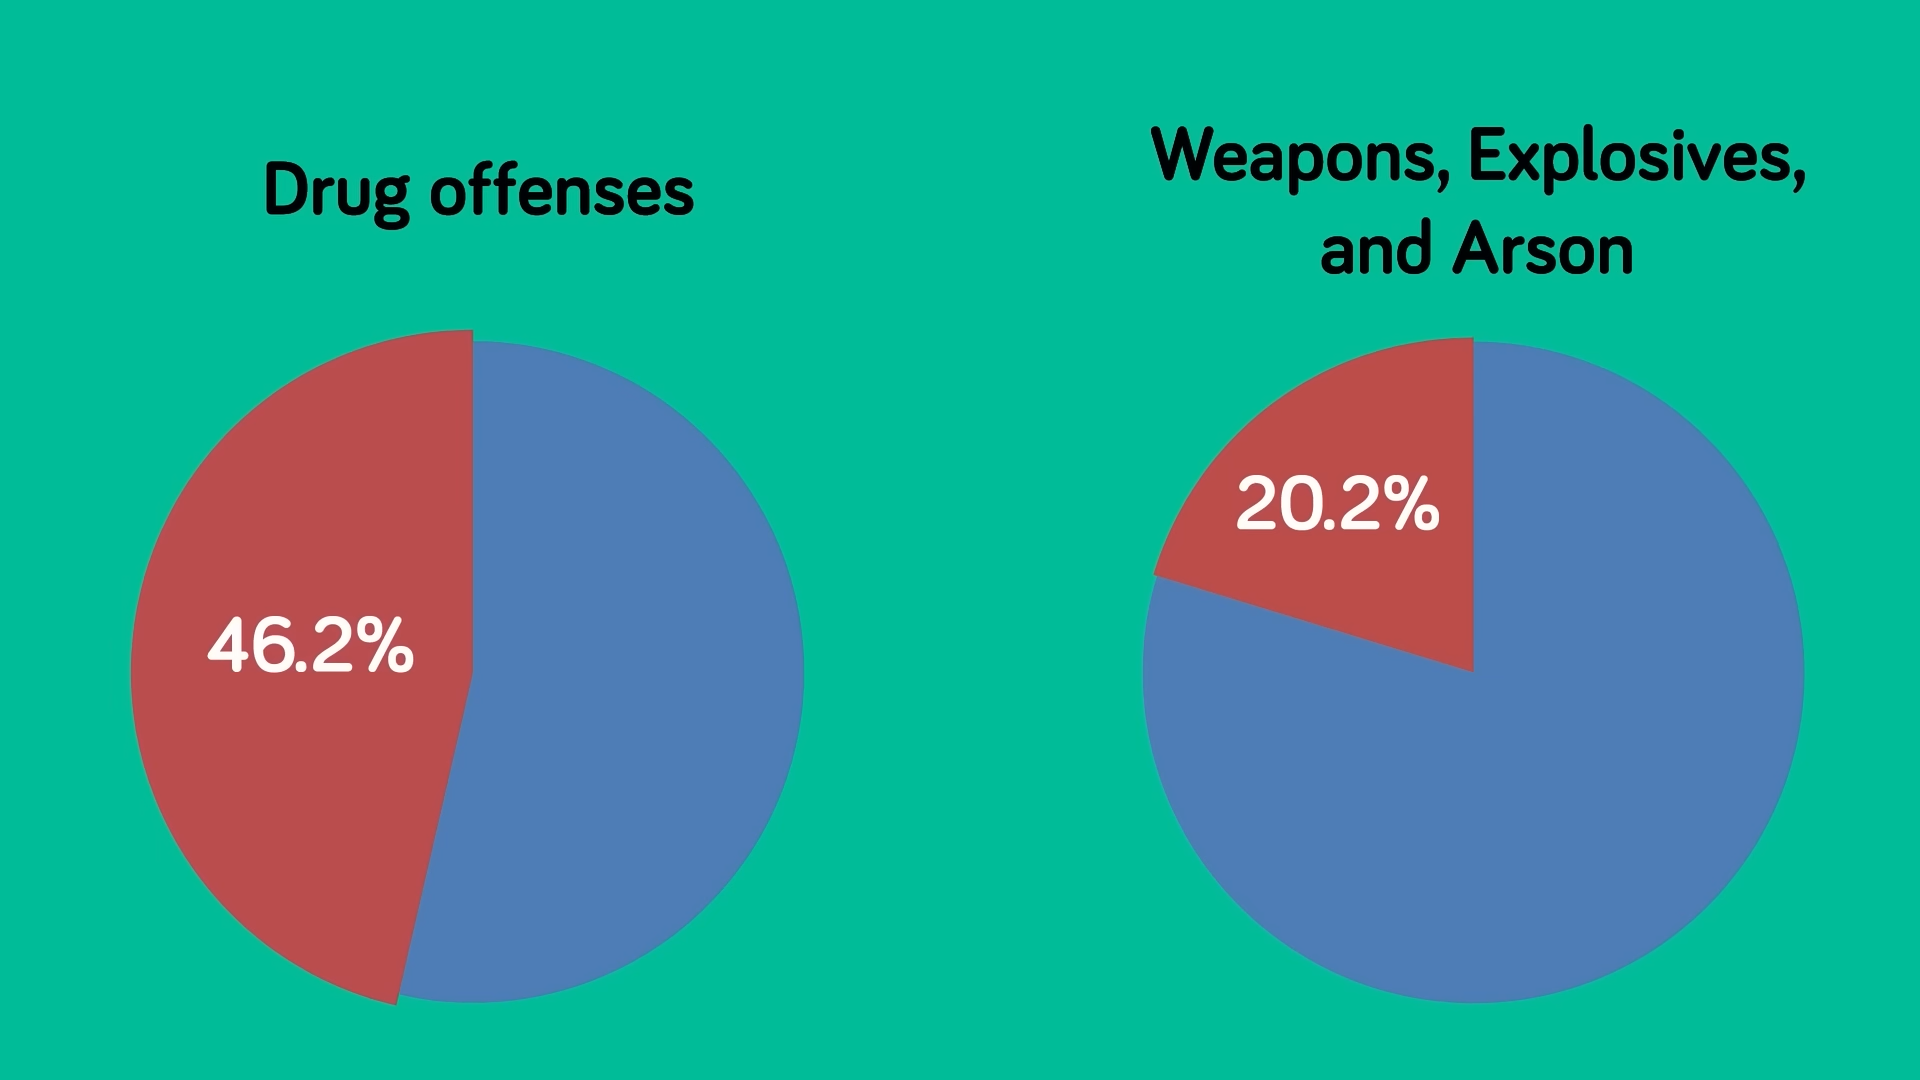 Drug offenses
46.2%
Weapons, Explosives,
and Arson
20.2%